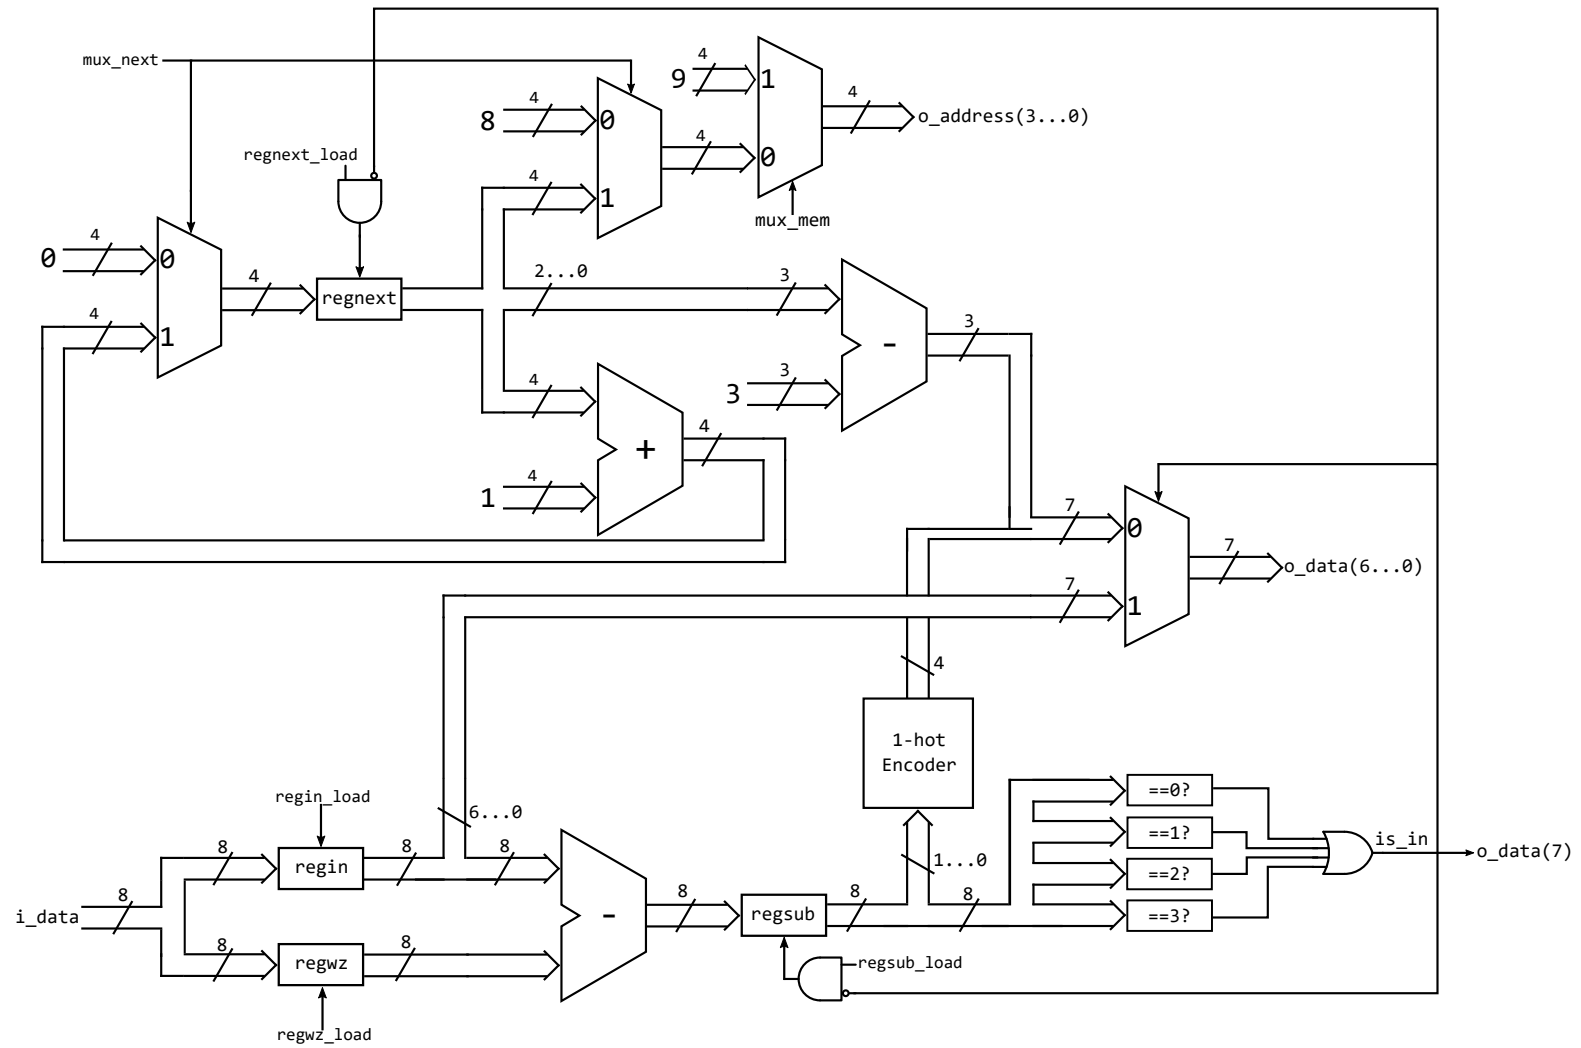 mux_next
4
9
1
4
8
0
4
o_address(3...0)
4
0
regnext_load
4
1
mux_mem
4
0
0
4
regnext
2...0
3
-
3
4
1
4
+
4
3
3
4
1
7
0
7
o_data(6...0)
7
1
4
1-hot
Encoder
regin_load
6...0
==0?
8
regin
8
8
==1?
is_in
o_data(7)
1...0
==2?
8
i_data
8
-
regsub
8
8
==3?
8
regwz
8
regsub_load
regwz_load